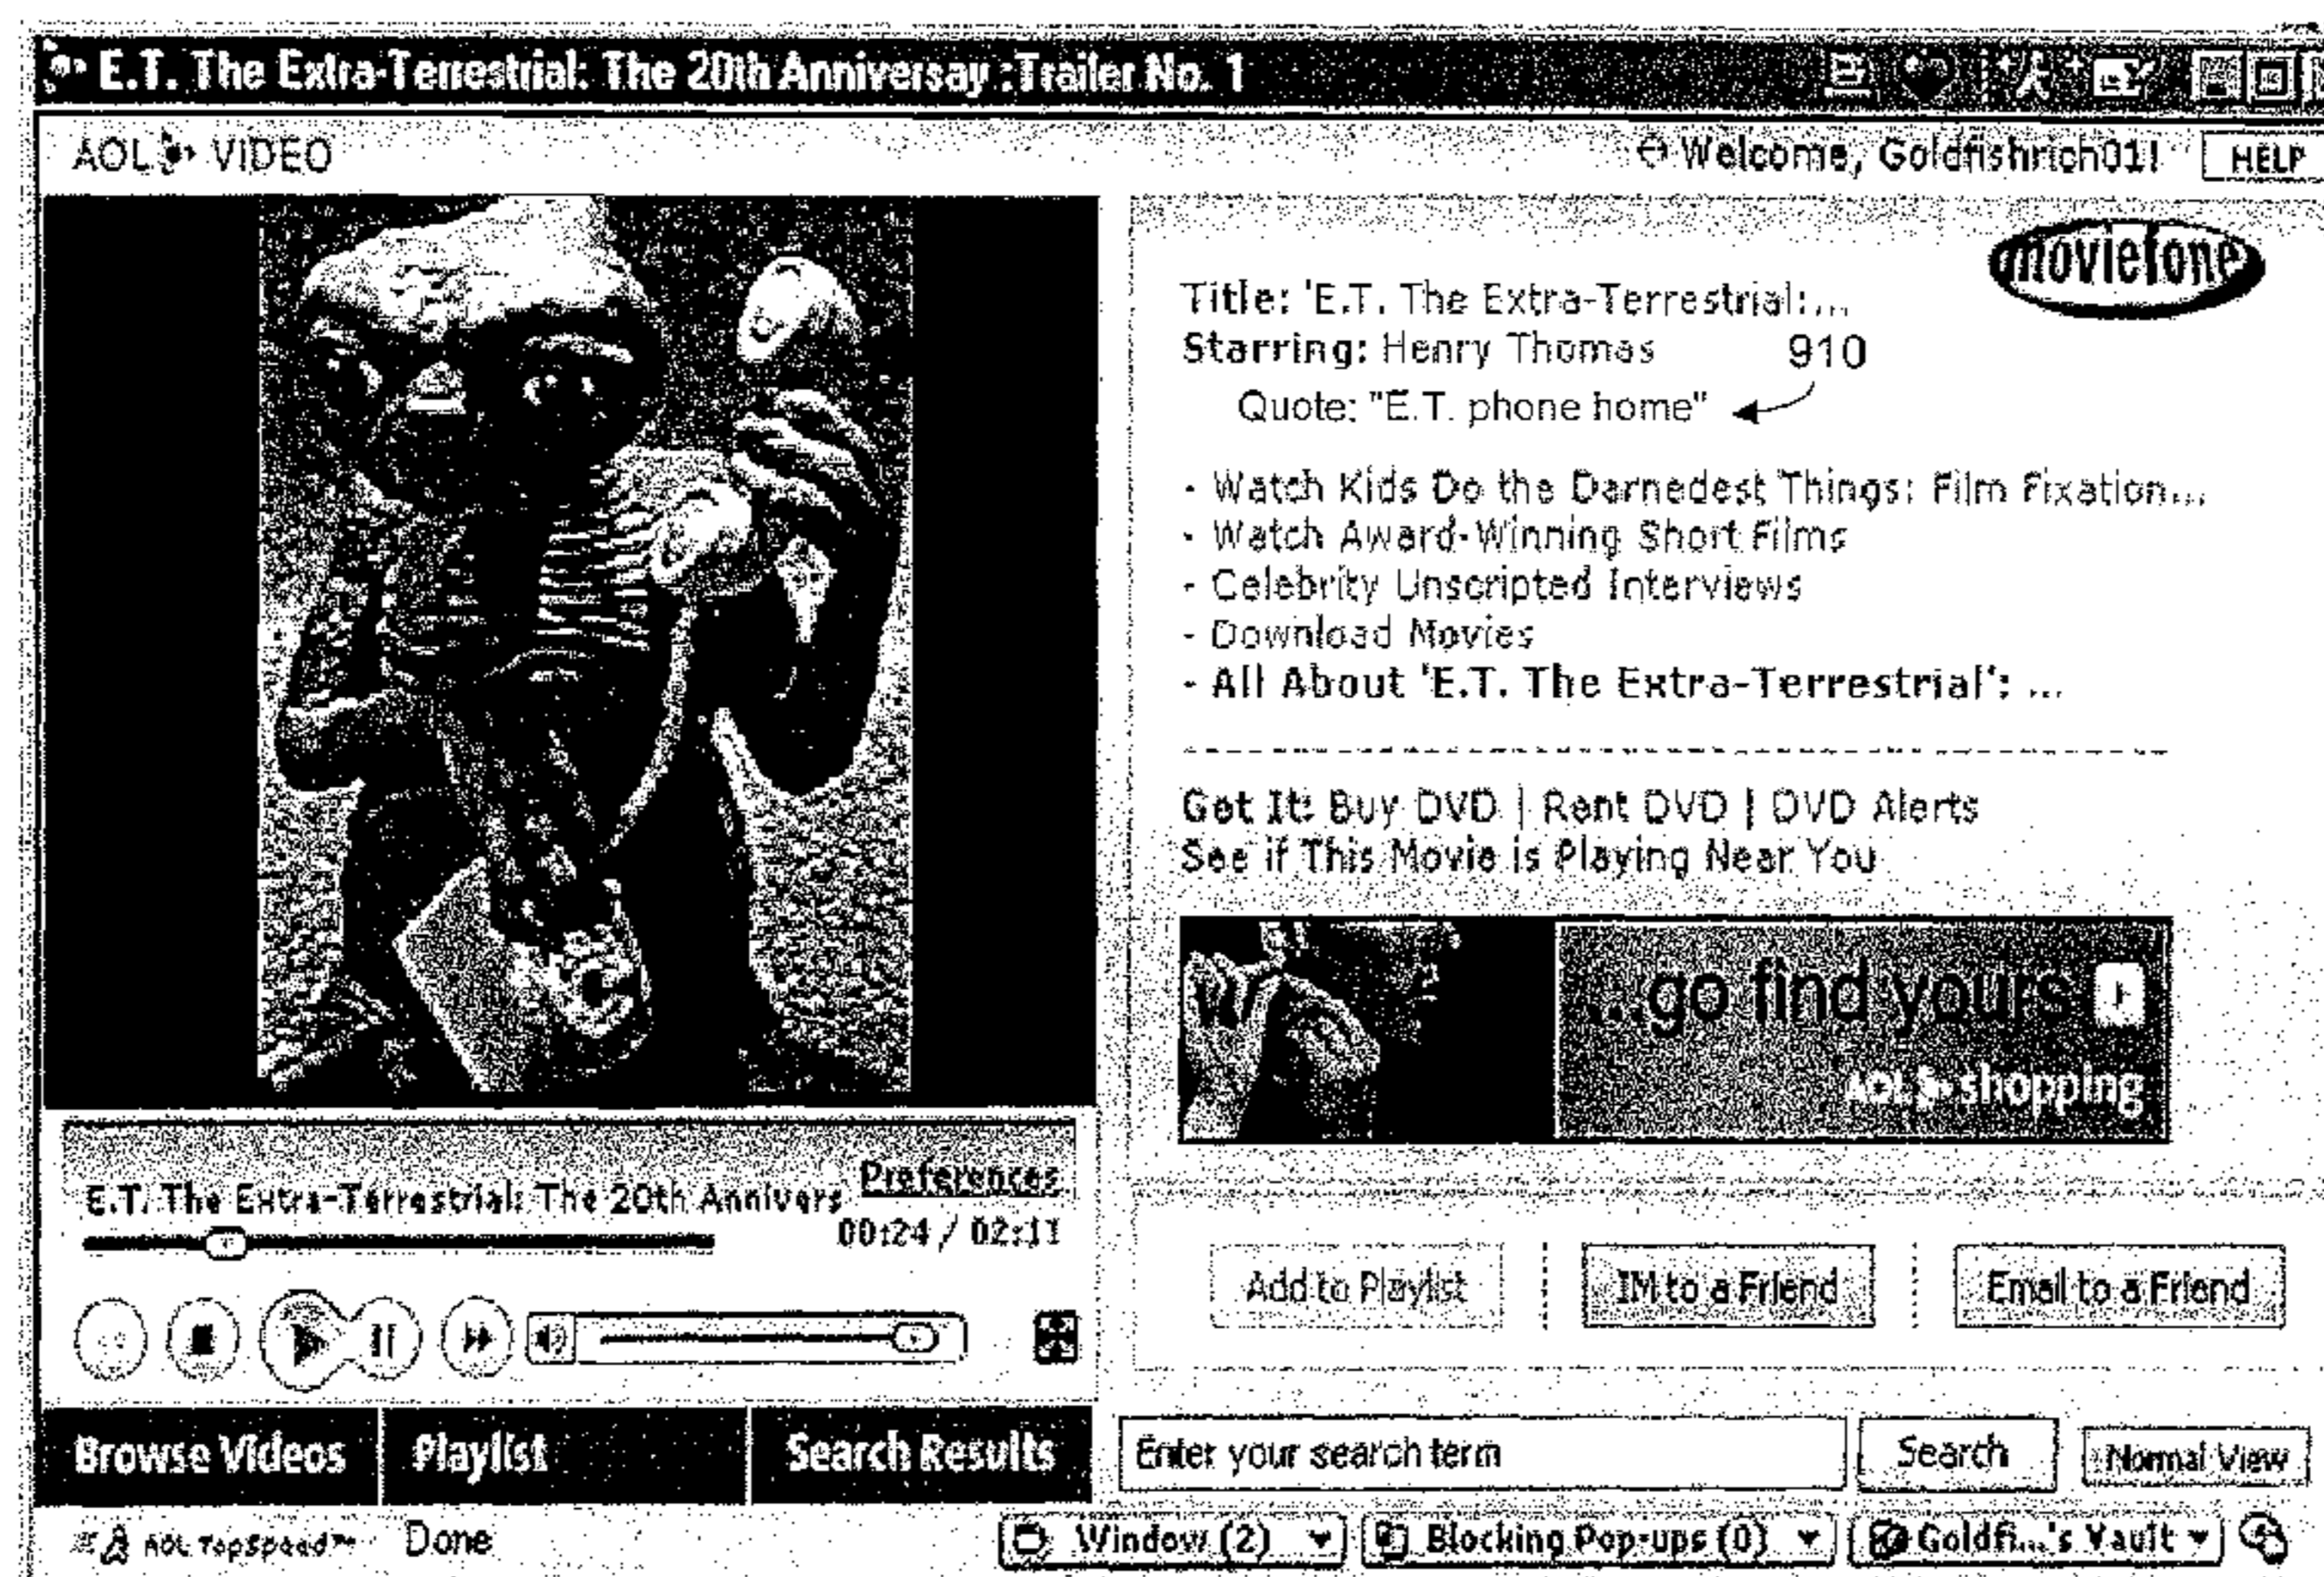 E.T. The Extra-Terrestrial: The 20th Anniversay :Trailer No. 1
AOL VIDEO
Welcome, Goldfishrich01!
HELP
moviefone
Title: 'E.T. The Extra-Terrestrial:...
Starring: Henry Thomas
910
Quote: "E.T. phone home"
- Watch Kids Do the Darnedest Things: Film Fixation...
- Watch Award-Winning Short Films
- Celebrity Unscripted Interviews
- Download Movies
- All About 'E.T. The Extra-Terrestrial': ...
Get It: Buy DVD | Rent DVD | DVD Alerts
See if This Movie is Playing Near You
...go find yours
AOL shopping
Preferences
E.T. The Extra-Terrestrial: The 20th Annivers
00:24 / 02:11
Add to Playlist
IM to a Friend
Email to a Friend
Browse Videos
Playlist
Search Results
Enter your search term
Search
Normal View
AOL TopSpeed™
Done
Window (2)
Blocking Pop-ups (0)
Goldfi...'s Vault